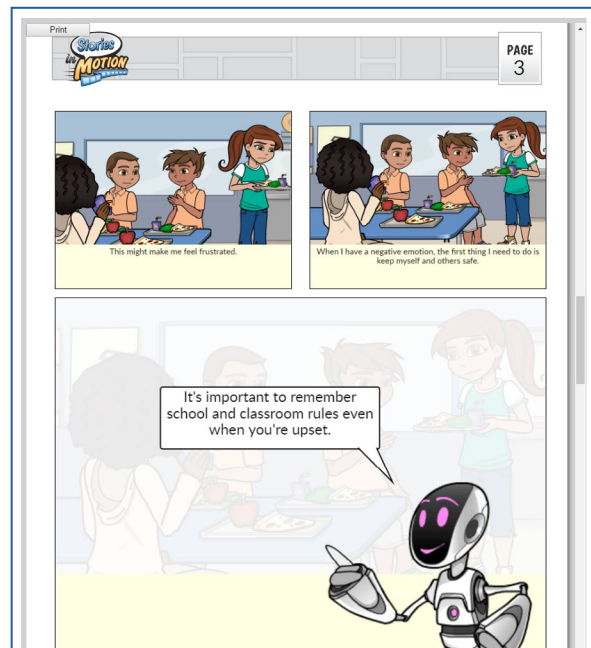 Print
Stories
in MOTION
PAGE
3
This might make me feel frustrated.
When I have a negative emotion, the first thing I need to do is
keep myself and others safe.
It's important to remember
school and classroom rules even
when you're upset.